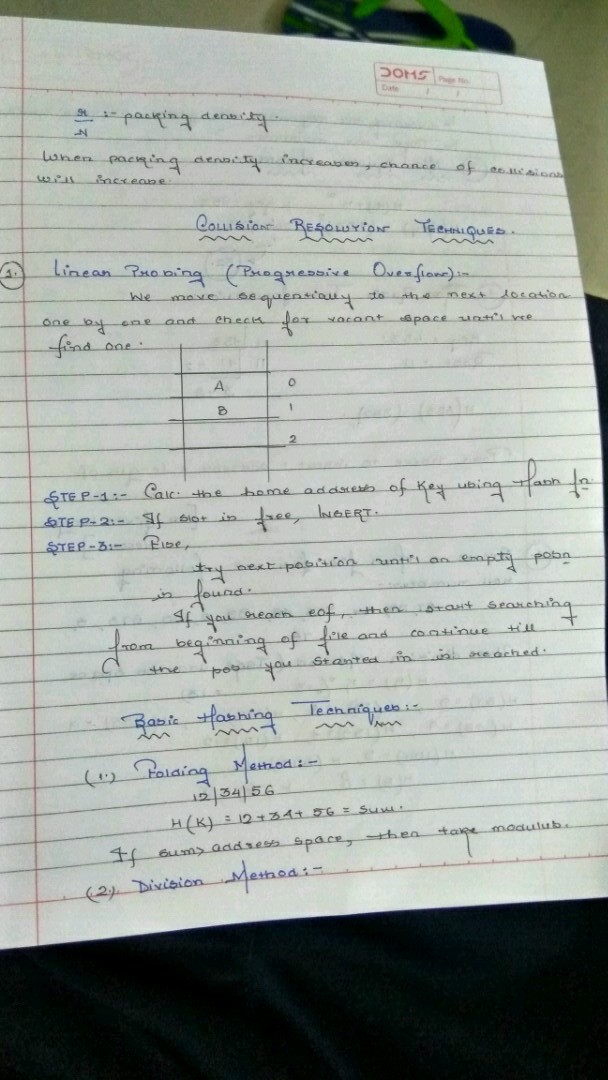 DOMS Page No.
Date / /
r/N :- packing density.
When packing density increases, chance of collisions
will increase.
COLLISION RESOLUTION TECHNIQUES.
1. Linear Probing (Progressive Overflow):-
We move sequentially to the next location
one by one and check for vacant space until we
find one.
A 0
B 1
2
STEP-1:- Calc. the home address of key using Hash fn
STEP-2:- If slot is free, INSERT.
STEP-3:- Else,
try next position until an empty posn
is found.
If you reach eof, then start searching
from beginning of file and continue till
the pos you started in is reached.
Basic Hashing Techniques:-
(1.) Folding Method:-
12|34|56
H(K) = 12+34+56 = sum.
If sum> address space, then take modulus.
(2.) Division Method:-